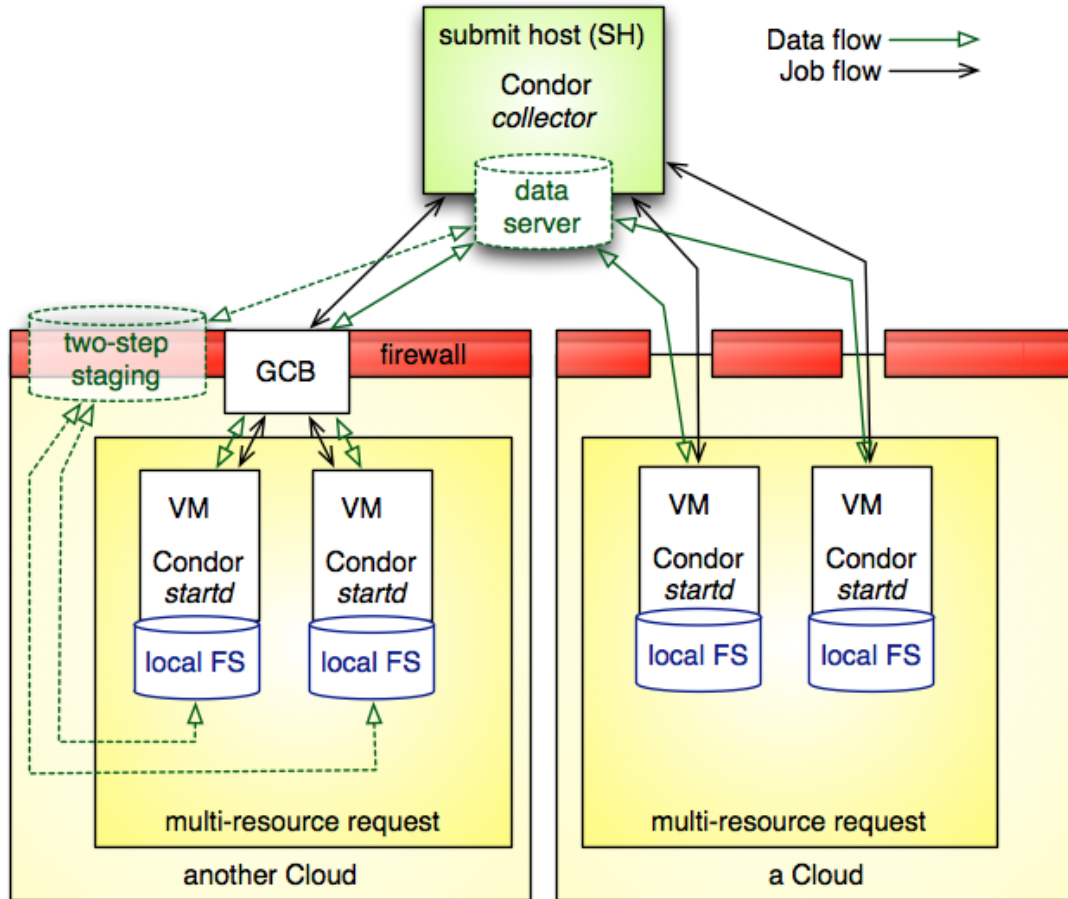 submit host (SH)
Condor
collector
data
server
Data flow
Job flow
two-step
staging
GCB
firewall
VM
Condor
startd
local FS
VM
Condor
startd
local FS
multi-resource request
another Cloud
VM
Condor
startd
local FS
VM
Condor
startd
local FS
multi-resource request
a Cloud